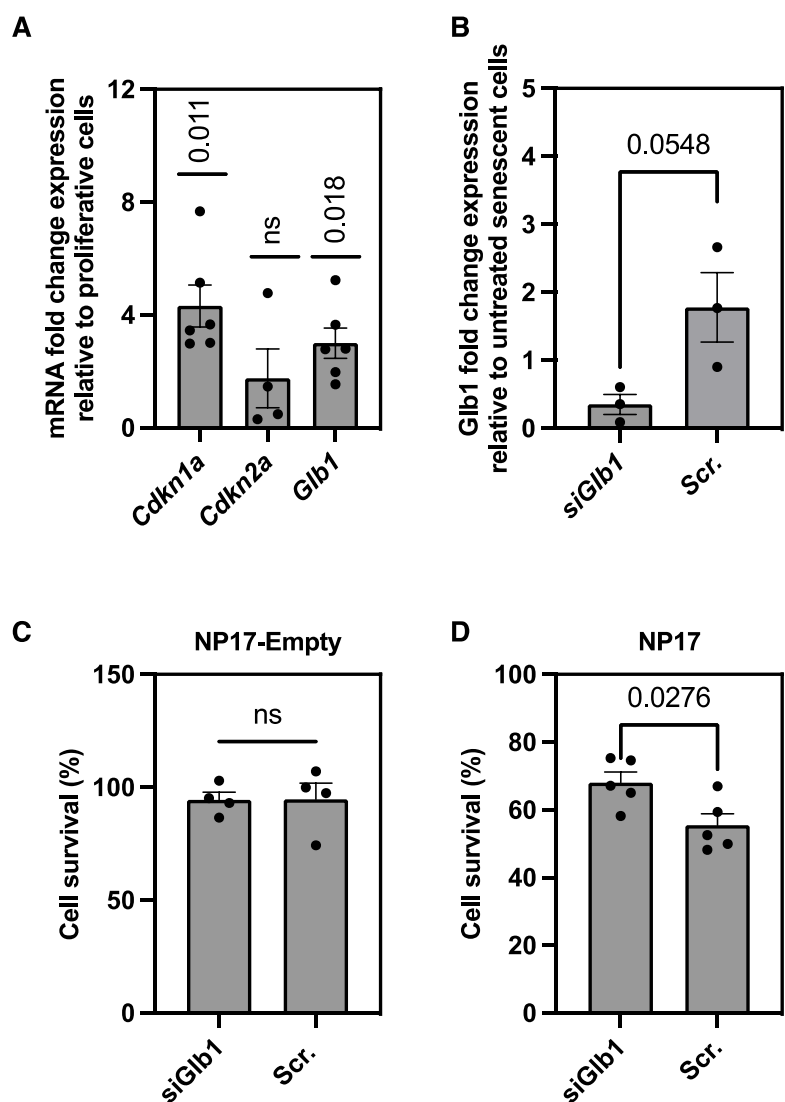 A
mRNA fold change expression
relative to proliferative cells
12
8
4
0
0.011
ns
0.018
Cdkn1a
Cdkn2a
Glb1
B
Glb1 fold change expresssion
relative to untreated senescent cells
5
4
3
2
1
0
0.0548
siGlb1
Scr.
C
NP17-Empty
Cell survival (%)
150
100
50
0
ns
siGlb1
Scr.
D
NP17
Cell survival (%)
100
80
60
40
20
0
0.0276
siGlb1
Scr.